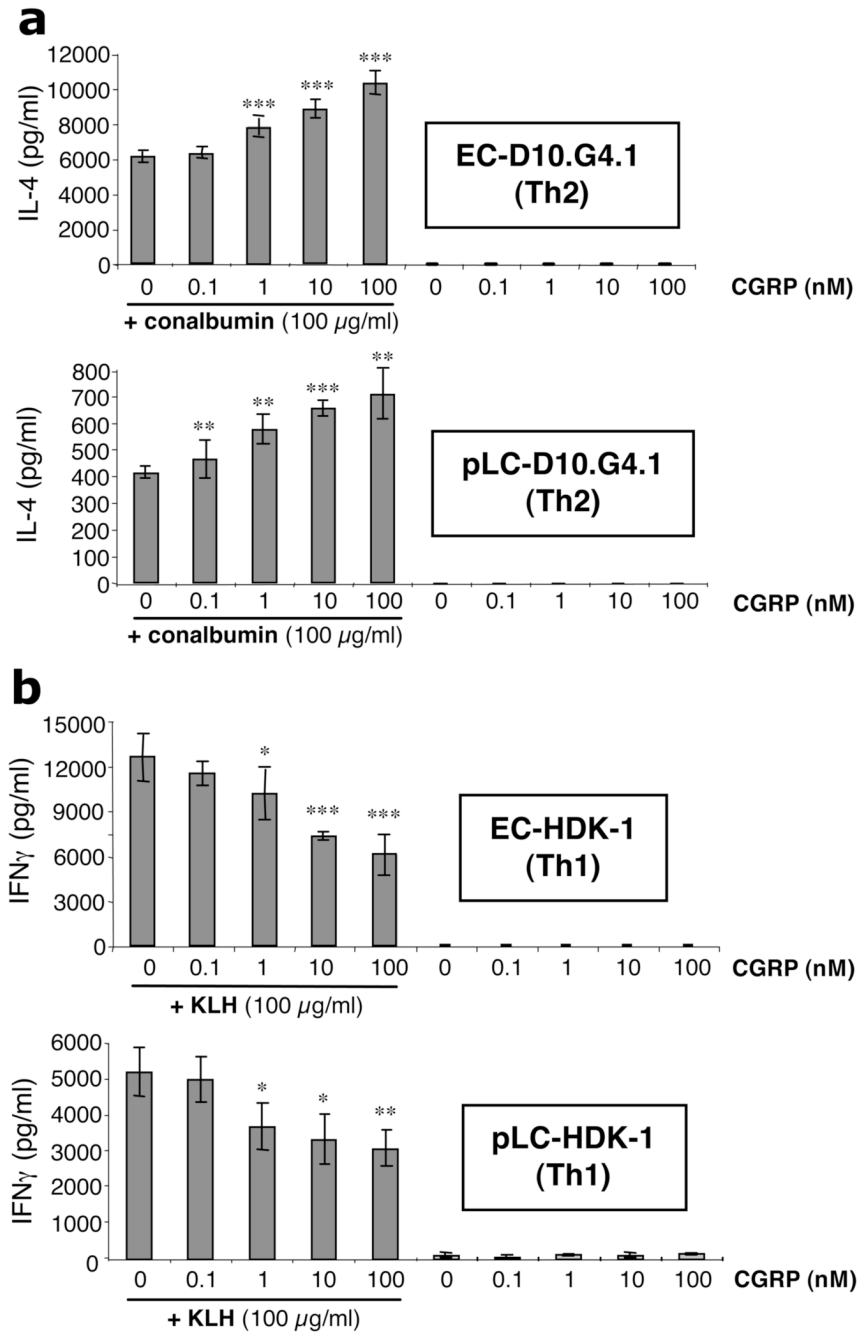 a
12000
10000
8000
6000
4000
2000
0
IL-4 (pg/ml)
***
***
***
EC-D10.G4.1
(Th2)
0 0.1 1 10 100 0 0.1 1 10 100 CGRP (nM)
+ conalbumin (100 µg/ml)
800
700
600
500
400
300
200
100
0
IL-4 (pg/ml)
**
**
***
**
pLC-D10.G4.1
(Th2)
0 0.1 1 10 100 0 0.1 1 10 100 CGRP (nM)
+ conalbumin (100 µg/ml)
b
15000
12000
9000
6000
3000
0
IFNγ (pg/ml)
*
***
***
EC-HDK-1
(Th1)
0 0.1 1 10 100 0 0.1 1 10 100 CGRP (nM)
+ KLH (100 µg/ml)
6000
5000
4000
3000
2000
1000
0
IFNγ (pg/ml)
*
*
**
pLC-HDK-1
(Th1)
0 0.1 1 10 100 0 0.1 1 10 100 CGRP (nM)
+ KLH (100 µg/ml)